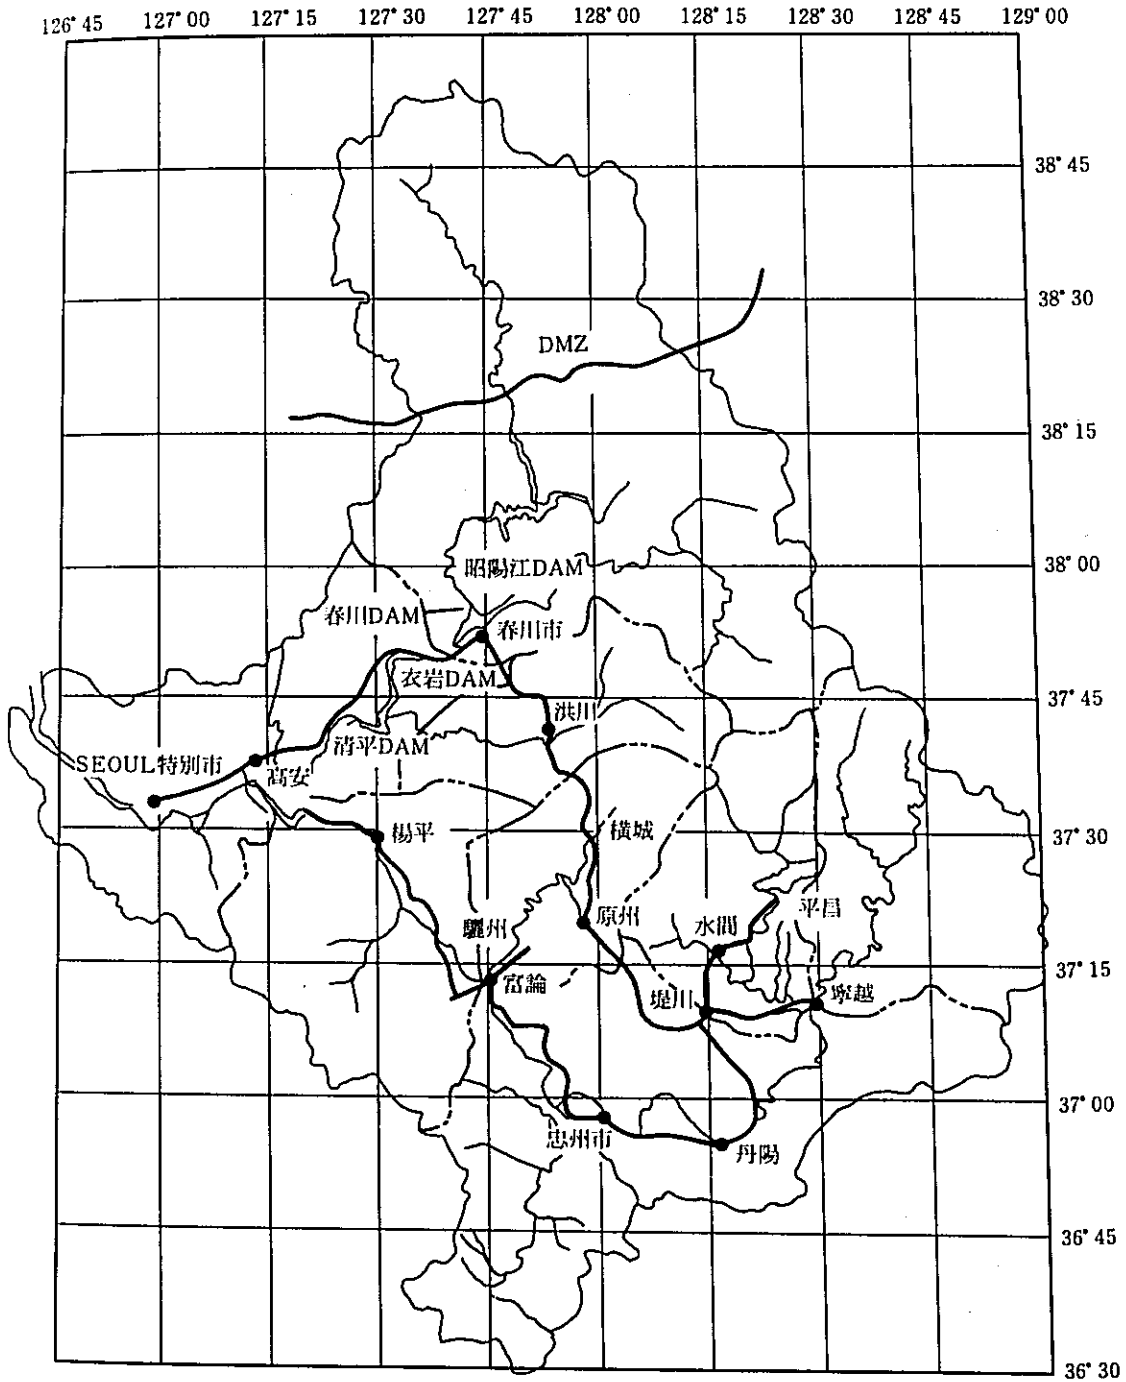 126° 45
127° 00
127° 15
127° 30
127° 45
128° 00
128° 15
128° 30
128° 45
129° 00
38° 45
38° 30
DMZ
38° 15
38° 00
昭陽江DAM
春川DAM
春川市
衣岩DAM
37° 45
洪川
清平DAM
SEOUL特別市
高安
楊平
橫城
37° 30
平昌
驪州
原州
水間
37° 15
富論
堤川
寧越
37° 00
忠州市
丹陽
36° 45
36° 30